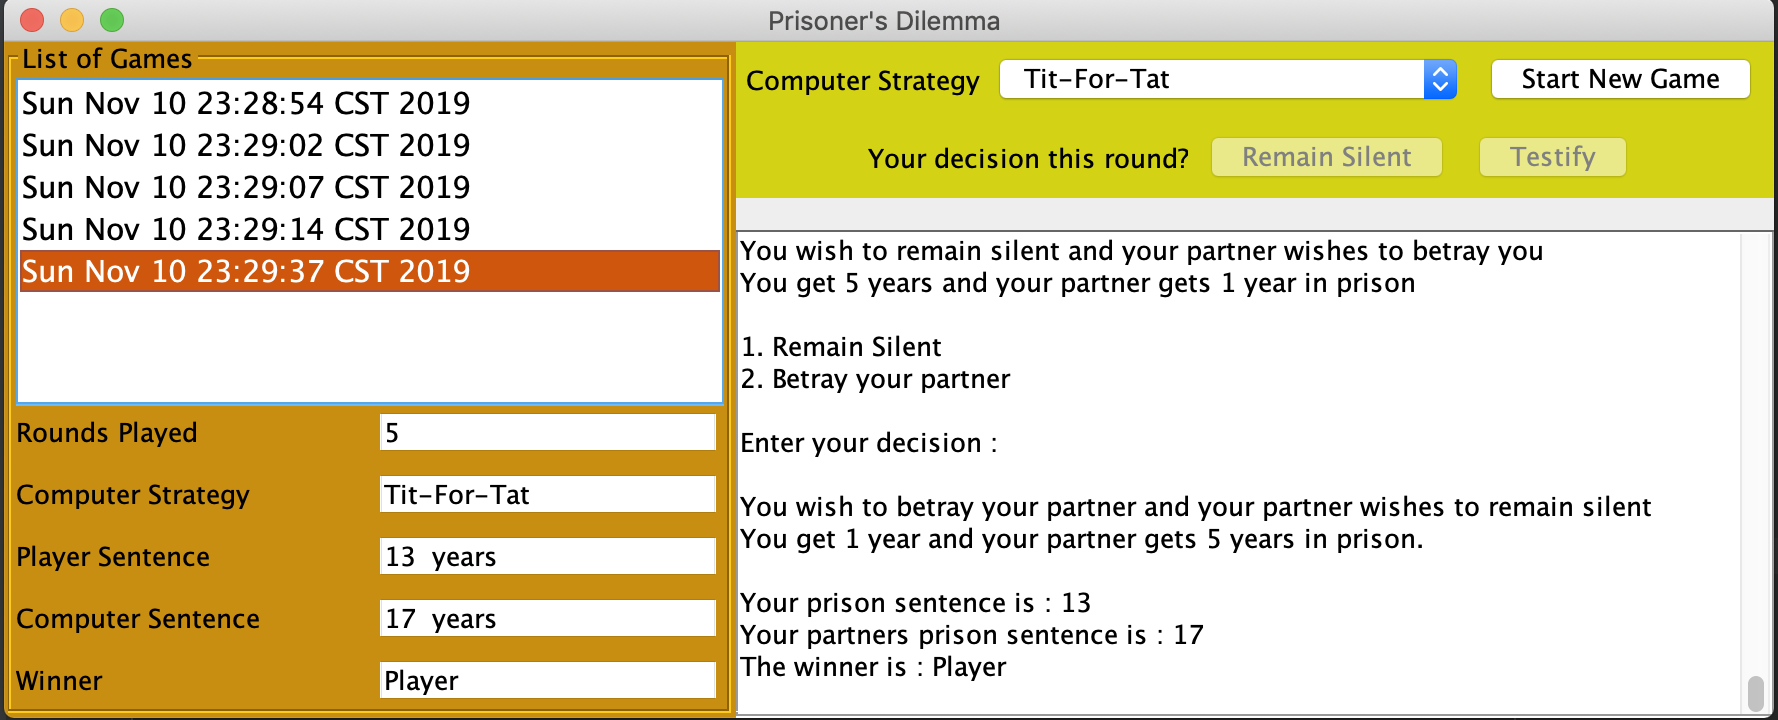 Prisoner's Dilemma
List of Games
Sun Nov 10 23:28:54 CST 2019
Sun Nov 10 23:29:02 CST 2019
Sun Nov 10 23:29:07 CST 2019
Sun Nov 10 23:29:14 CST 2019
Sun Nov 10 23:29:37 CST 2019
Rounds Played 5
Computer Strategy Tit-For-Tat
Player Sentence 13 years
Computer Sentence 17 years
Winner Player
Computer Strategy Tit-For-Tat Start New Game
Your decision this round? Remain Silent Testify
You wish to remain silent and your partner wishes to betray you
You get 5 years and your partner gets 1 year in prison
1. Remain Silent
2. Betray your partner
Enter your decision :
You wish to betray your partner and your partner wishes to remain silent
You get 1 year and your partner gets 5 years in prison.
Your prison sentence is : 13
Your partners prison sentence is : 17
The winner is : Player